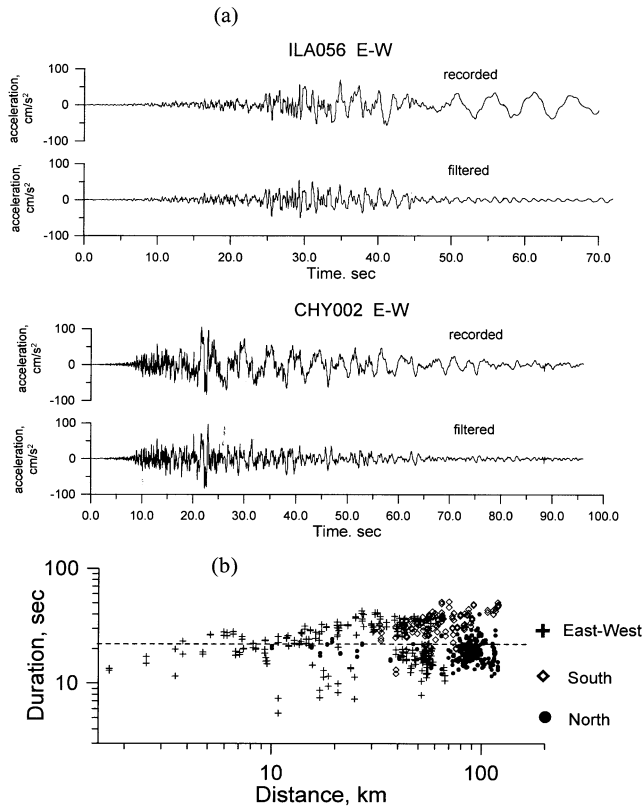 (a)
ILA056 E-W
acceleration, cm/s²
100
0
-100
recorded
acceleration, cm/s²
100
0
-100
filtered
0.0 10.0 20.0 30.0 40.0 50.0 60.0 70.0
Time. sec
CHY002 E-W
acceleration, cm/s²
100
0
-100
recorded
acceleration, cm/s²
100
0
-100
filtered
0.0 10.0 20.0 30.0 40.0 50.0 60.0 70.0 80.0 90.0 100.0
Time. sec
(b)
Duration, sec
100
10
10 100
Distance, km
East-West
South
North